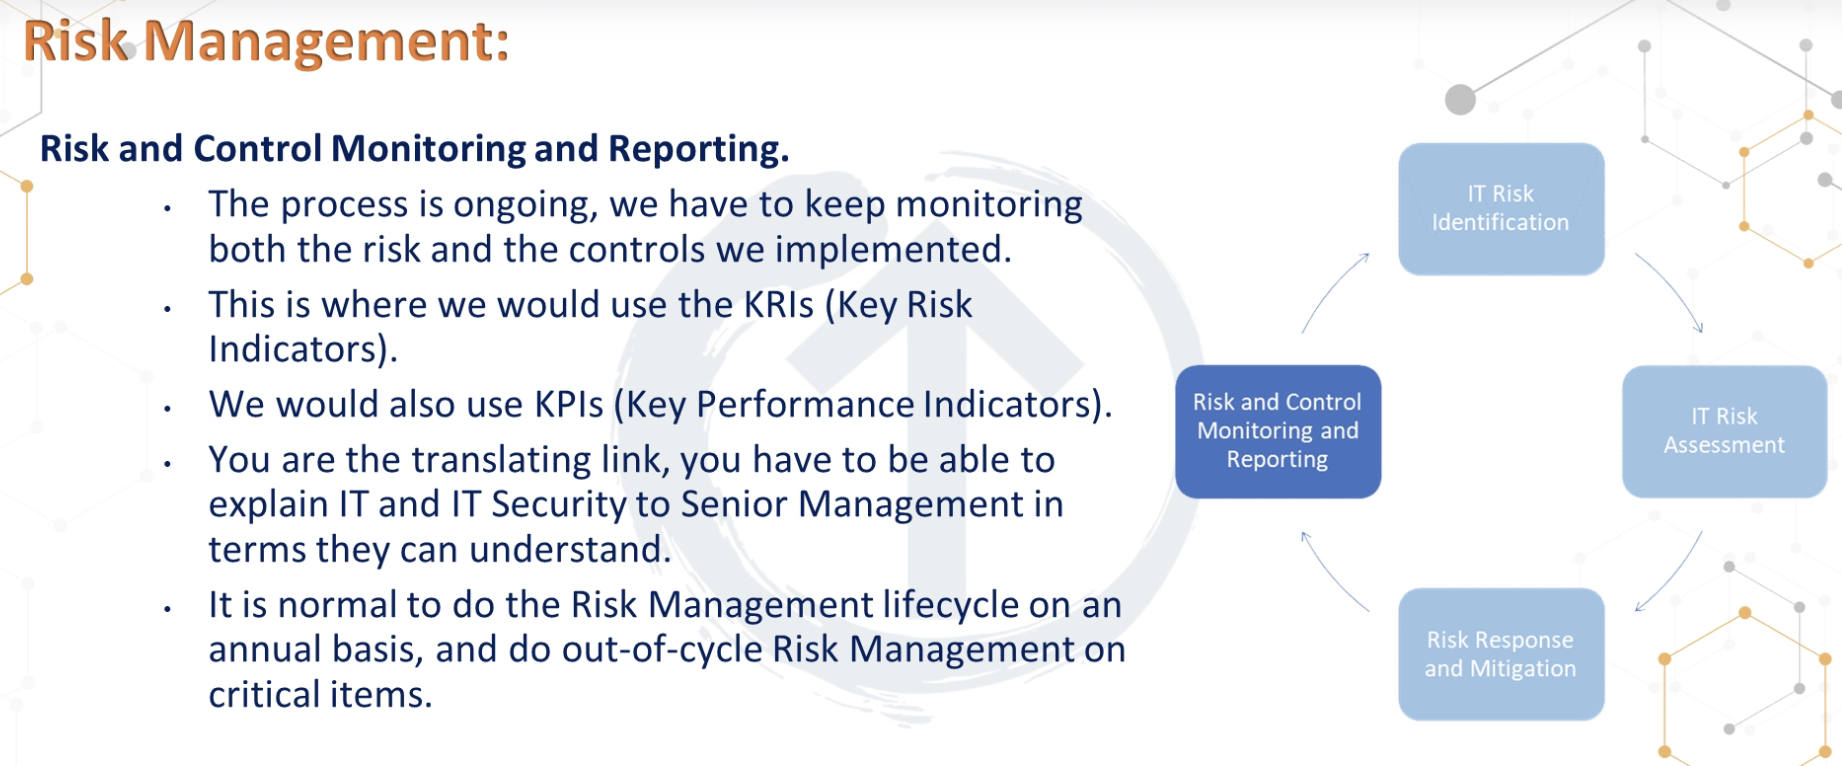 Risk Management:
Risk and Control Monitoring and Reporting.
• The process is ongoing, we have to keep monitoring
both the risk and the controls we implemented.
• This is where we would use the KRIs (Key Risk
Indicators).
• We would also use KPIs (Key Performance Indicators).
• You are the translating link, you have to be able to
explain IT and IT Security to Senior Management in
terms they can understand.
• It is normal to do the Risk Management lifecycle on an
annual basis, and do out-of-cycle Risk Management on
critical items.
IT Risk
Identification
IT Risk
Assessment
Risk Response
and Mitigation
Risk and Control
Monitoring and
Reporting